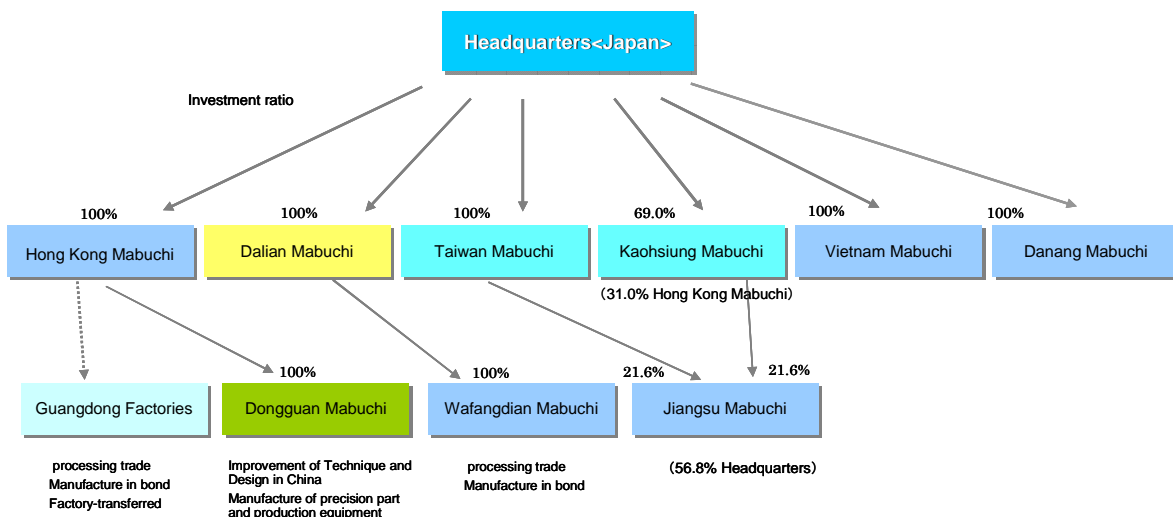 Headquarters<Japan>
Investment ratio
100%
100%
100%
69.0%
100%
100%
Hong Kong Mabuchi
Dalian Mabuchi
Taiwan Mabuchi
Kaohsiung Mabuchi
Vietnam Mabuchi
Danang Mabuchi
(31.0% Hong Kong Mabuchi)
100%
100%
21.6%
21.6%
Guangdong Factories
Dongguan Mabuchi
Wafangdian Mabuchi
Jiangsu Mabuchi
processing trade
Manufacture in bond
Factory-transferred
Improvement of Technique and
Design in China
Manufacture of precision part
and production equipment
processing trade
Manufacture in bond
(56.8% Headquarters)